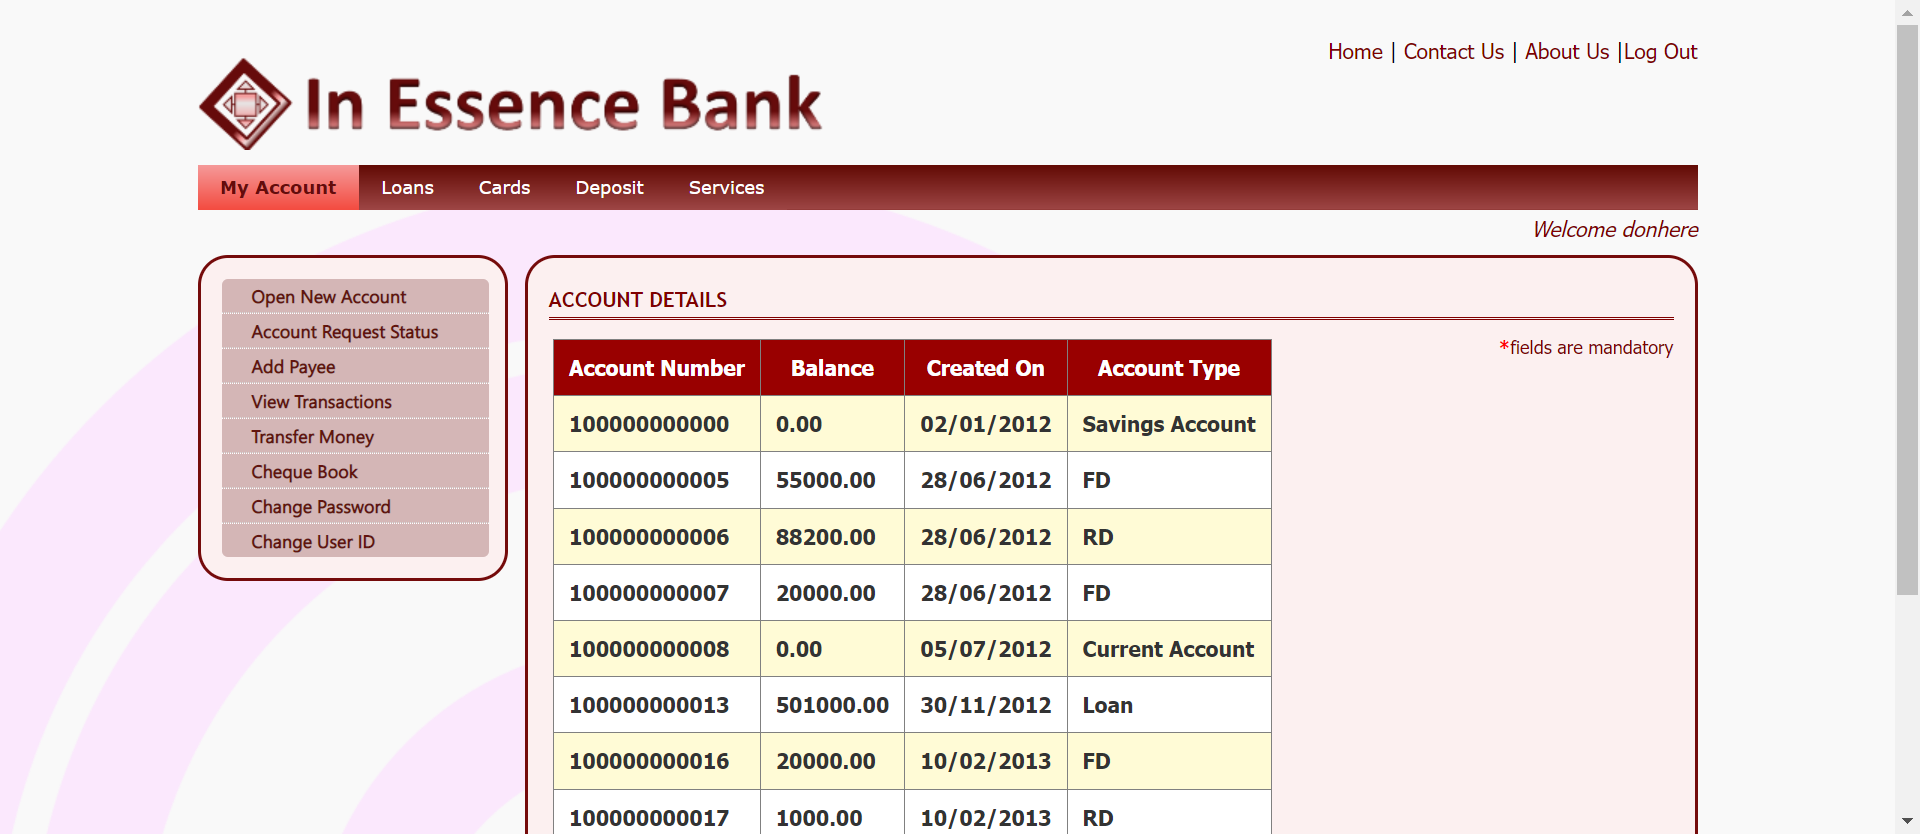 Home | Contact Us | About Us |Log Out
In Essence Bank
My Account Loans Cards Deposit Services
Welcome donhere
Open New Account
Account Request Status
Add Payee
View Transactions
Transfer Money
Cheque Book
Change Password
Change User ID
ACCOUNT DETAILS
*fields are mandatory
Account Number Balance Created On Account Type
100000000000 0.00 02/01/2012 Savings Account
100000000005 55000.00 28/06/2012 FD
100000000006 88200.00 28/06/2012 RD
100000000007 20000.00 28/06/2012 FD
100000000008 0.00 05/07/2012 Current Account
100000000013 501000.00 30/11/2012 Loan
100000000016 20000.00 10/02/2013 FD
100000000017 1000.00 10/02/2013 RD